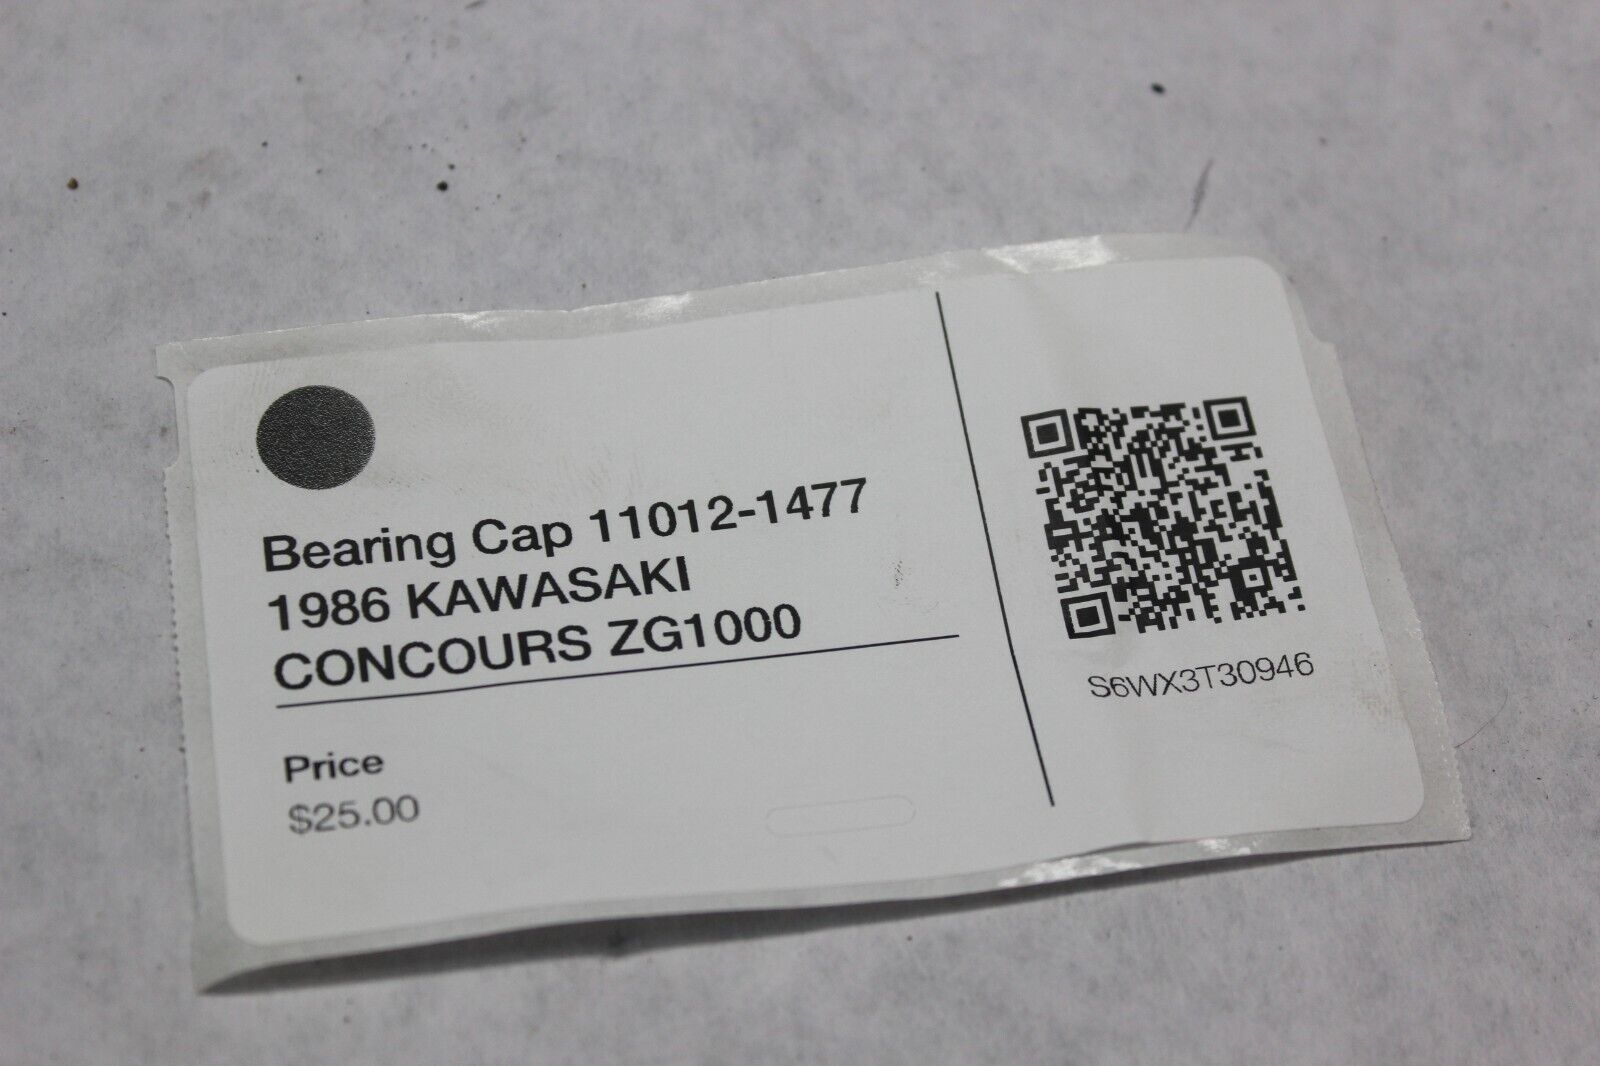 Bearing Cap 11012-1477
1986 KAWASAKI
CONCOURS ZG1000
Price
$25.00
S6WX3T30946